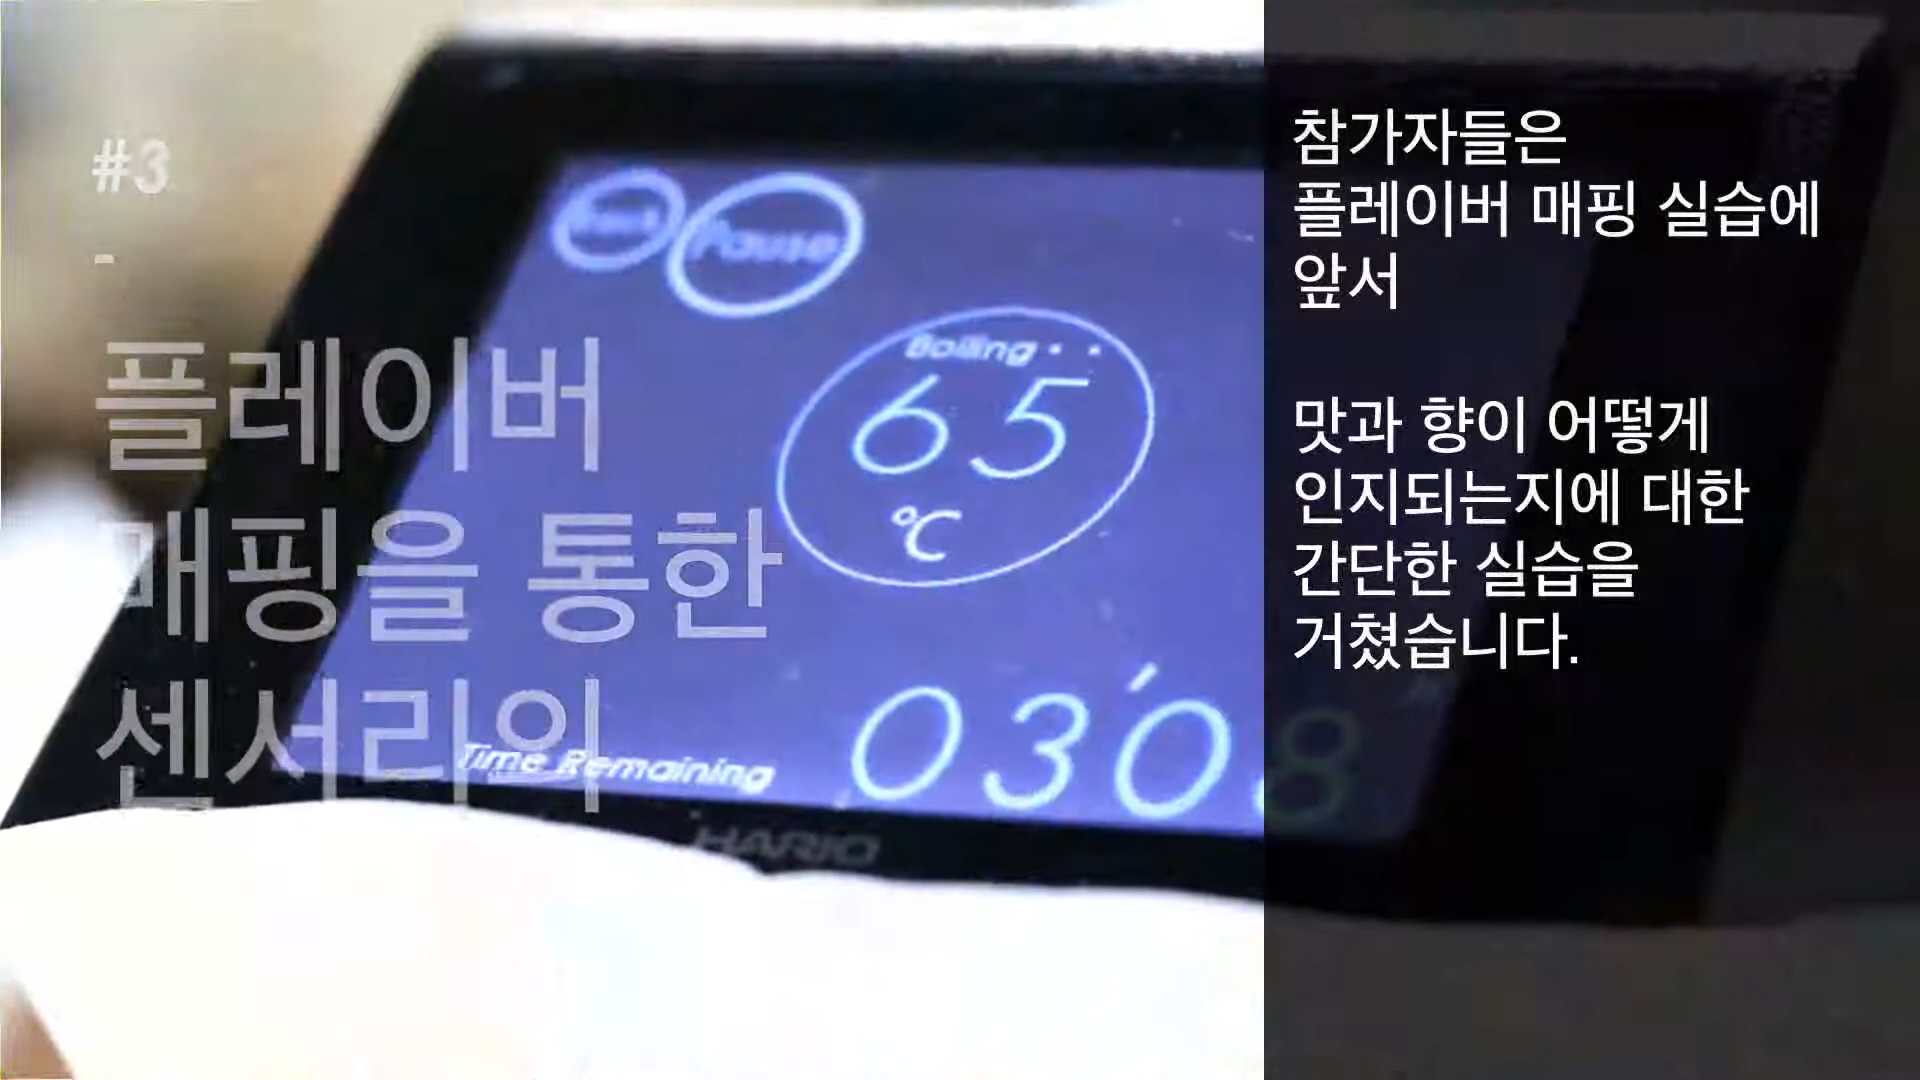 #3
-
플레이버
매핑을 통한
센서리의
Pause
Boiling
65
°C
Time Remaining
03'08
HARIO
참가자들은
플레이버 매핑 실습에
앞서
맛과 향이 어떻게
인지되는지에 대한
간단한 실습을
거쳤습니다.